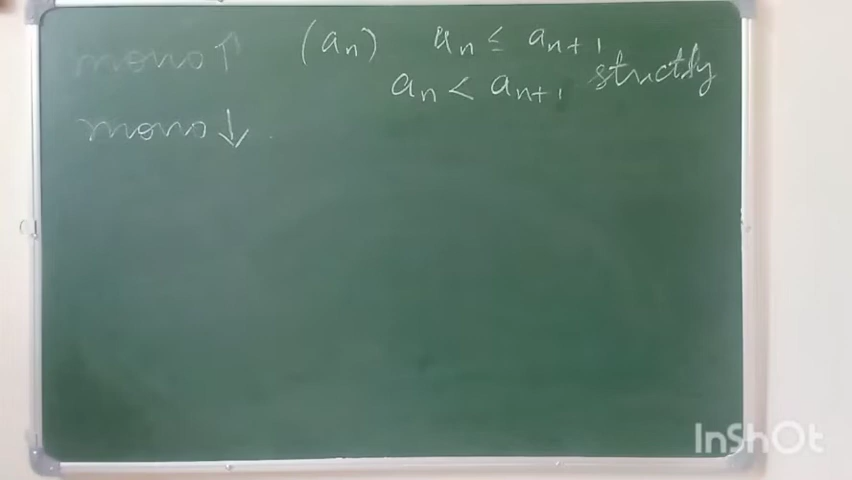 mono ↑ (aₙ) aₙ ≤ aₙ₊₁
aₙ < aₙ₊₁ strictly
mono ↓
InShOt